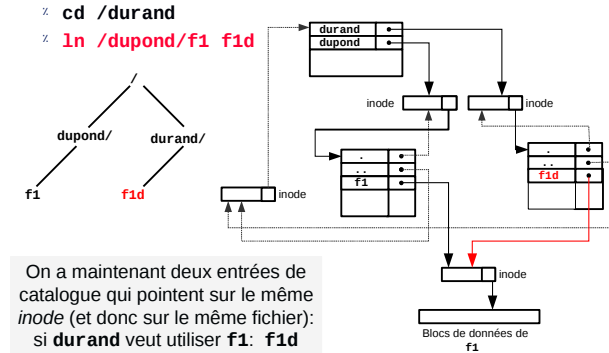 % cd /durand
% ln /dupond/f1 f1d
/
dupond/ durand/
f1 f1d
durand
dupond
inode
inode
.
..
f1
.
..
f1d
inode
inode
Blocs de données de
f1
On a maintenant deux entrées de
catalogue qui pointent sur le même
inode (et donc sur le même fichier):
si durand veut utiliser f1: f1d